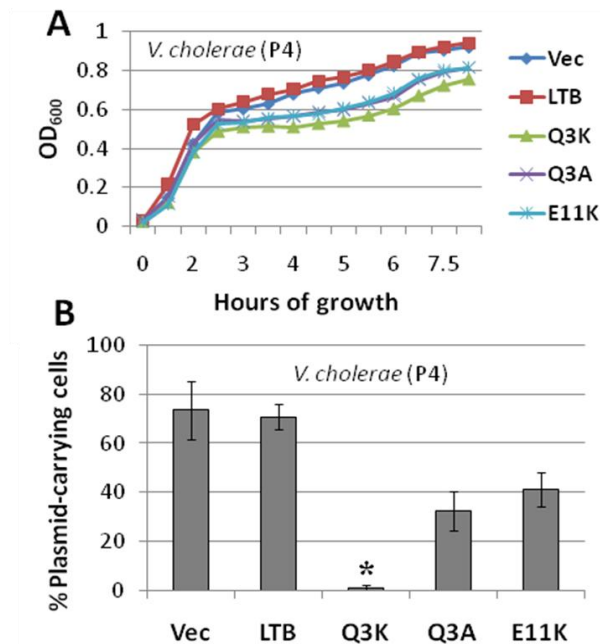 A
V. cholerae (P4)
OD600
1
0.8
0.6
0.4
0.2
0
0 2 3 4 5 6 7.5
Hours of growth
Vec
LTB
Q3K
Q3A
E11K
B
V. cholerae (P4)
% Plasmid-carrying cells
100
80
60
40
20
0
*
Vec LTB Q3K Q3A E11K